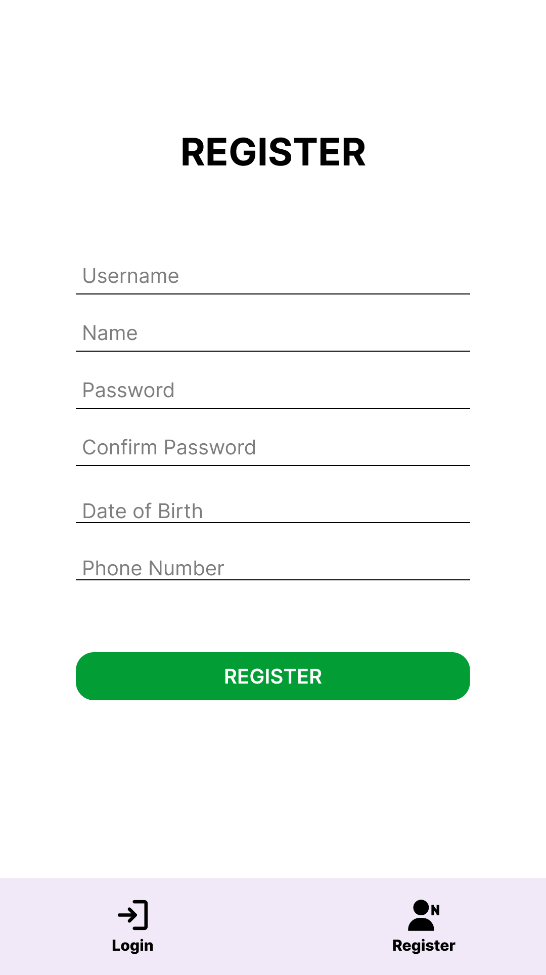 REGISTER
Username
Name
Password
Confirm Password
Date of Birth
Phone Number
REGISTER
N
Login
Register